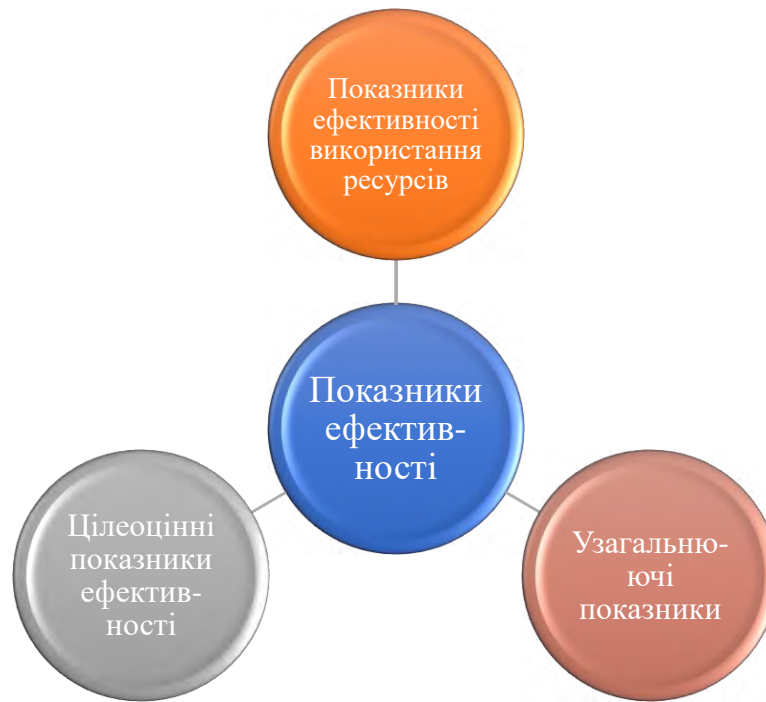 Показники
ефективності
використання
ресурсів
Показники
ефектив-
ності
Цілеоцінні
показники
ефектив-
ності
Узагальню-
ючі
показники